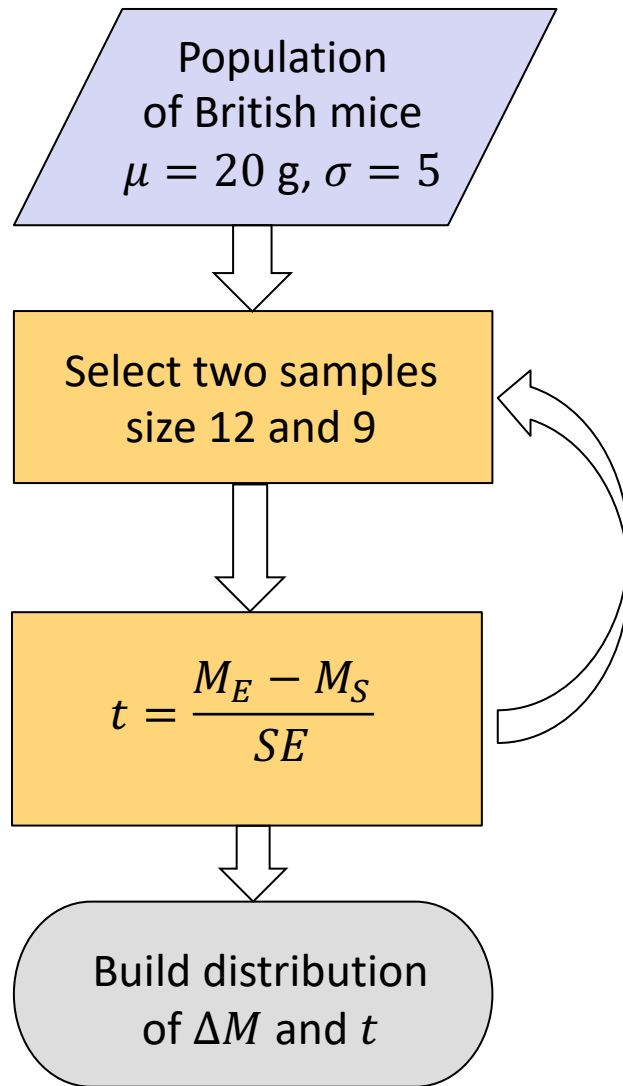 Population
of British mice
𝜇 = 20 g, 𝜎 = 5
Select two samples
size 12 and 9
𝑡 = (𝑀_𝐸 − 𝑀_𝑆) / 𝑆𝐸
Build distribution
of Δ𝑀 and 𝑡